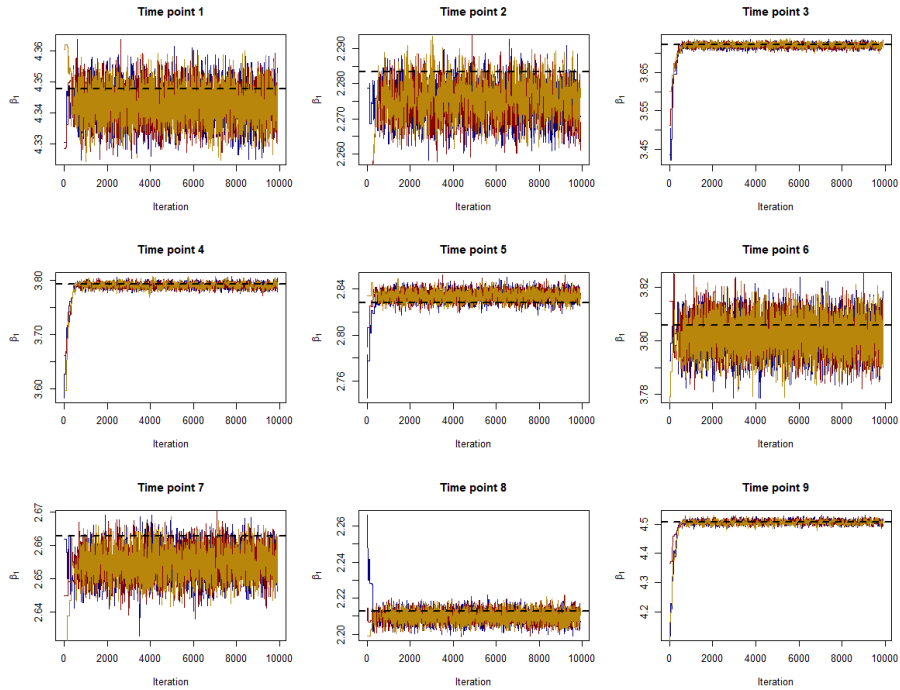 Time point 1
Time point 2
Time point 3
β1
4.33 4.34 4.35 4.36
0 2000 4000 6000 8000 10000
Iteration
β1
2.260 2.270 2.280 2.290
0 2000 4000 6000 8000 10000
Iteration
β1
3.45 3.55 3.65
0 2000 4000 6000 8000 10000
Iteration
Time point 4
Time point 5
Time point 6
β1
3.60 3.70 3.80
0 2000 4000 6000 8000 10000
Iteration
β1
2.76 2.80 2.84
0 2000 4000 6000 8000 10000
Iteration
β1
3.78 3.80 3.82
0 2000 4000 6000 8000 10000
Iteration
Time point 7
Time point 8
Time point 9
β1
2.64 2.65 2.66 2.67
0 2000 4000 6000 8000 10000
Iteration
β1
2.20 2.22 2.24 2.26
0 2000 4000 6000 8000 10000
Iteration
β1
4.2 4.3 4.4 4.5
0 2000 4000 6000 8000 10000
Iteration